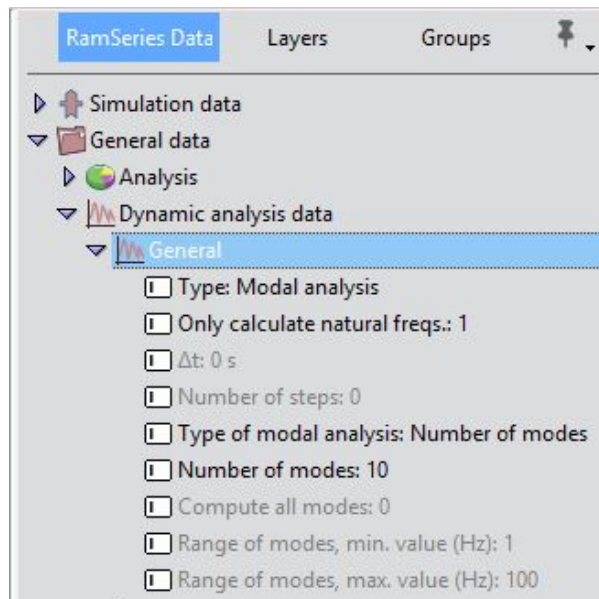 RamSeries Data Layers Groups
Simulation data
General data
Analysis
Dynamic analysis data
General
Type: Modal analysis
Only calculate natural freqs.: 1
Δt: 0 s
Number of steps: 0
Type of modal analysis: Number of modes
Number of modes: 10
Compute all modes: 0
Range of modes, min. value (Hz): 1
Range of modes, max. value (Hz): 100